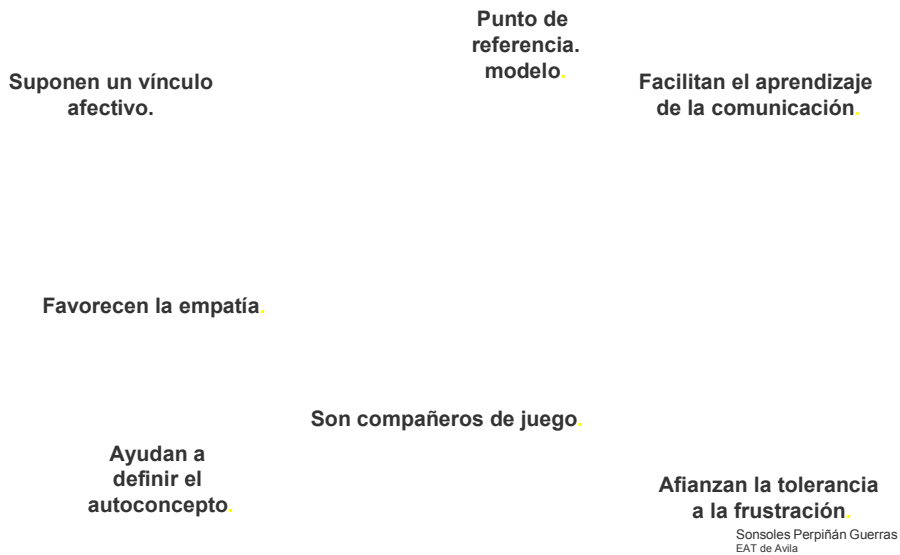 Punto de
referencia.
modelo.
Suponen un vínculo
afectivo.
Facilitan el aprendizaje
de la comunicación.
Favorecen la empatía.
Son compañeros de juego.
Ayudan a
definir el
autoconcepto.
Afianzan la tolerancia
a la frustración.
Sonsoles Perpiñán Guerras
EAT de Avila